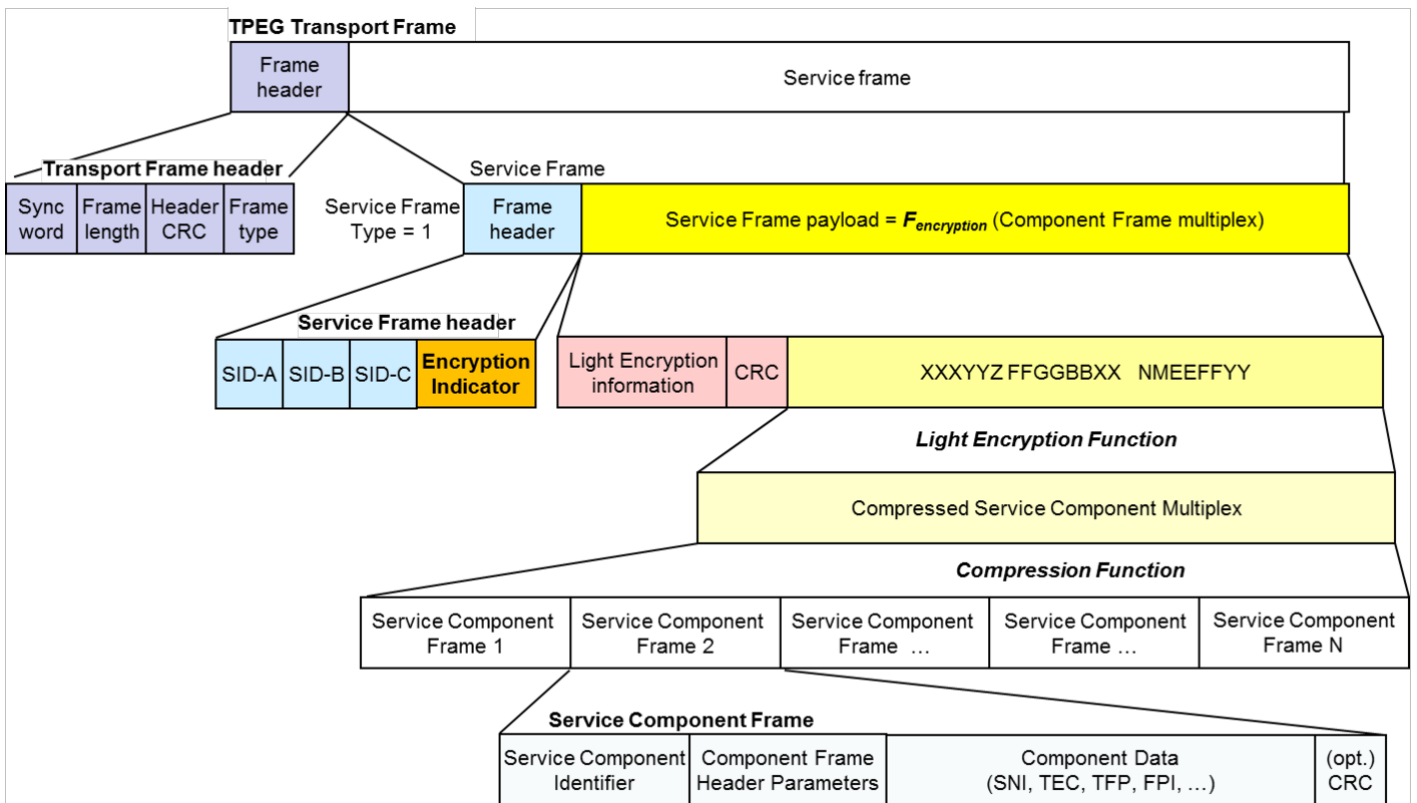 TPEG Transport Frame
Frame
header
Service frame
Transport Frame header
Service Frame
Sync
word
Frame
length
Header
CRC
Frame
type
Service Frame
Type = 1
Frame
header
Service Frame payload = Fencryption (Component Frame multiplex)
Service Frame header
SID-A
SID-B
SID-C
Encryption
Indicator
Light Encryption
information
CRC
XXXYYZ FFGGBBXX NMEEFFYY
Light Encryption Function
Compressed Service Component Multiplex
Compression Function
Service Component
Frame 1
Service Component
Frame 2
Service Component
Frame ...
Service Component
Frame ...
Service Component
Frame N
Service Component Frame
Service Component
Identifier
Component Frame
Header Parameters
Component Data
(SNI, TEC, TFP, FPI, ...)
(opt.)
CRC